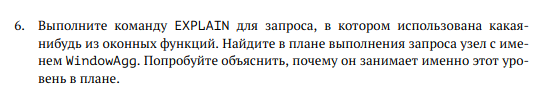 6. Выполните команду EXPLAIN для запроса, в котором использована какая-
нибудь из оконных функций. Найдите в плане выполнения запроса узел с име-
нем WindowAgg. Попробуйте объяснить, почему он занимает именно этот уро-
вень в плане.